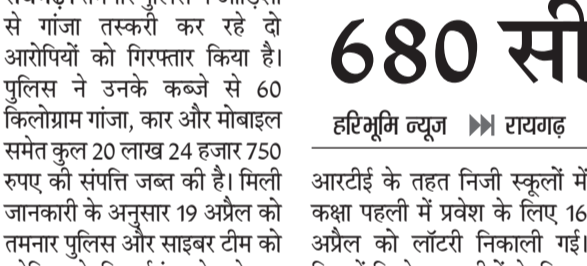 से गांजा तस्करी कर रहे दो
आरोपियों को गिरफ्तार किया है।
पुलिस ने उनके कब्जे से 60
किलोग्राम गांजा, कार और मोबाइल
समेत कुल 20 लाख 24 हजार 750
रुपए की संपत्ति जब्त की है। मिली
जानकारी के अनुसार 19 अप्रैल को
तमनार पुलिस और साइबर टीम को
680 सी
हरिभूमि न्यूज रायगढ़
आरटीई के तहत निजी स्कूलों में
कक्षा पहली में प्रवेश के लिए 16
अप्रैल को लॉटरी निकाली गई।